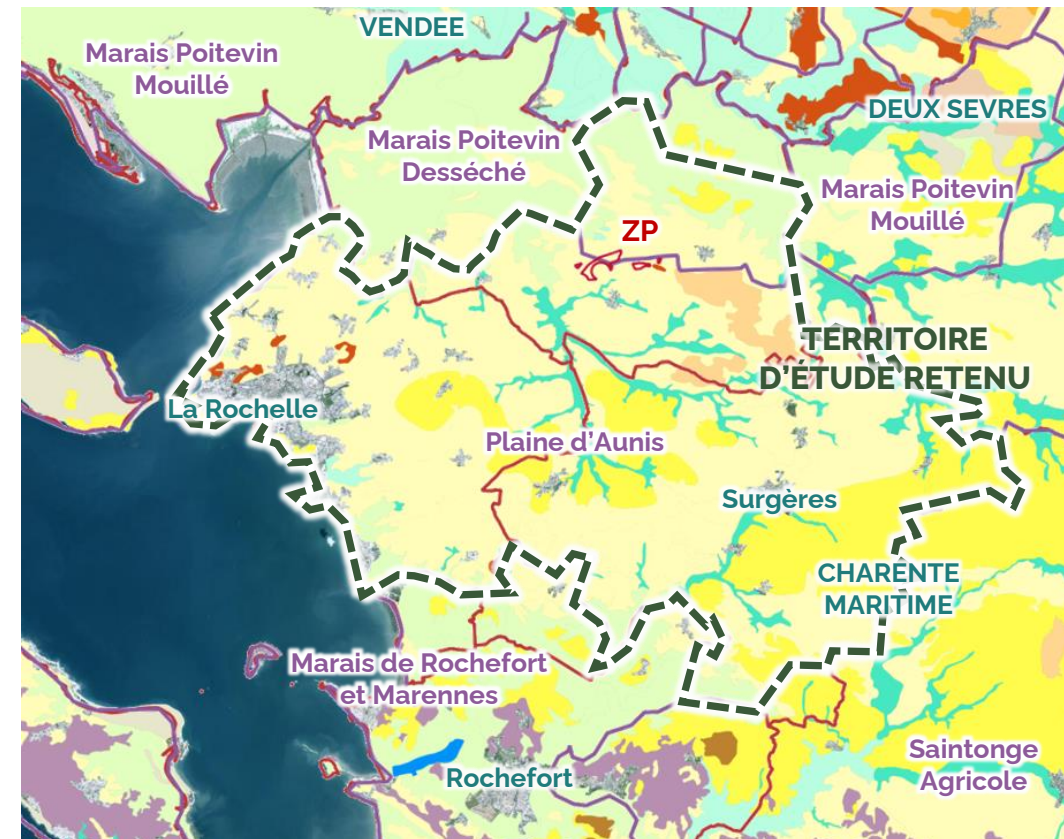 VENDEE
Marais Poitevin
Mouillé
DEUX SEVRES
Marais Poitevin
Desséché
Marais Poitevin
Mouillé
ZP
TERRITOIRE
D'ÉTUDE RETENU
La Rochelle
Plaine d'Aunis
Surgères
CHARENTE
MARITIME
Marais de Rochefort
et Marennes
Saintonge
Agricole
Rochefort